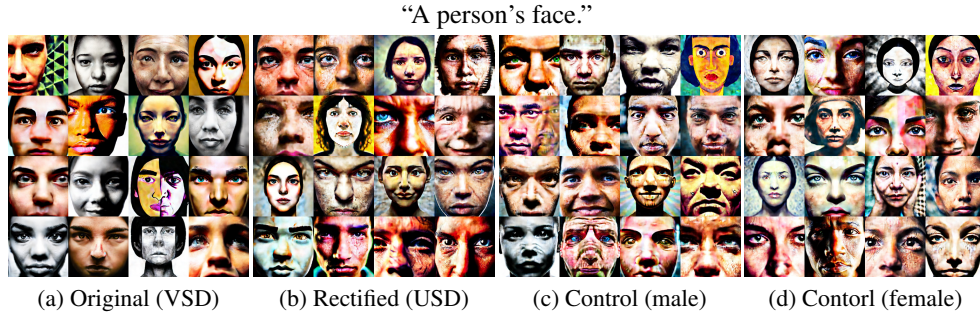 “A person’s face.”
(a) Original (VSD) (b) Rectified (USD) (c) Control (male) (d) Contorl (female)